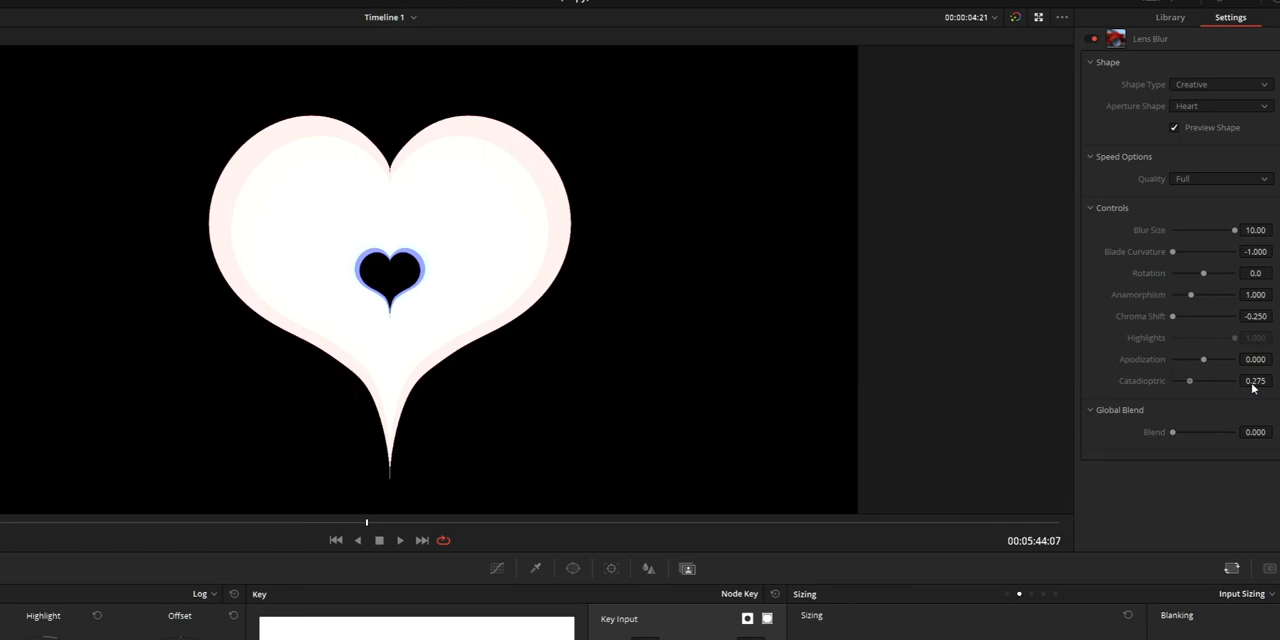 Timeline 1
00:00:04:21
Library
Settings
Lens Blur
Shape
Shape Type
Creative
Aperture Shape
Heart
Preview Shape
Speed Options
Quality
Full
Controls
Blur Size
10.00
Blade Curvature
-1.000
Rotation
0.0
Anamorphism
1.000
Chroma Shift
-0.250
Highlights
1.000
Apodization
0.000
Catadioptric
0.275
Global Blend
Blend
0.000
00:05:44:07
Log
Key
Node Key
Sizing
Input Sizing
Highlight
Offset
Key Input
Sizing
Blanking